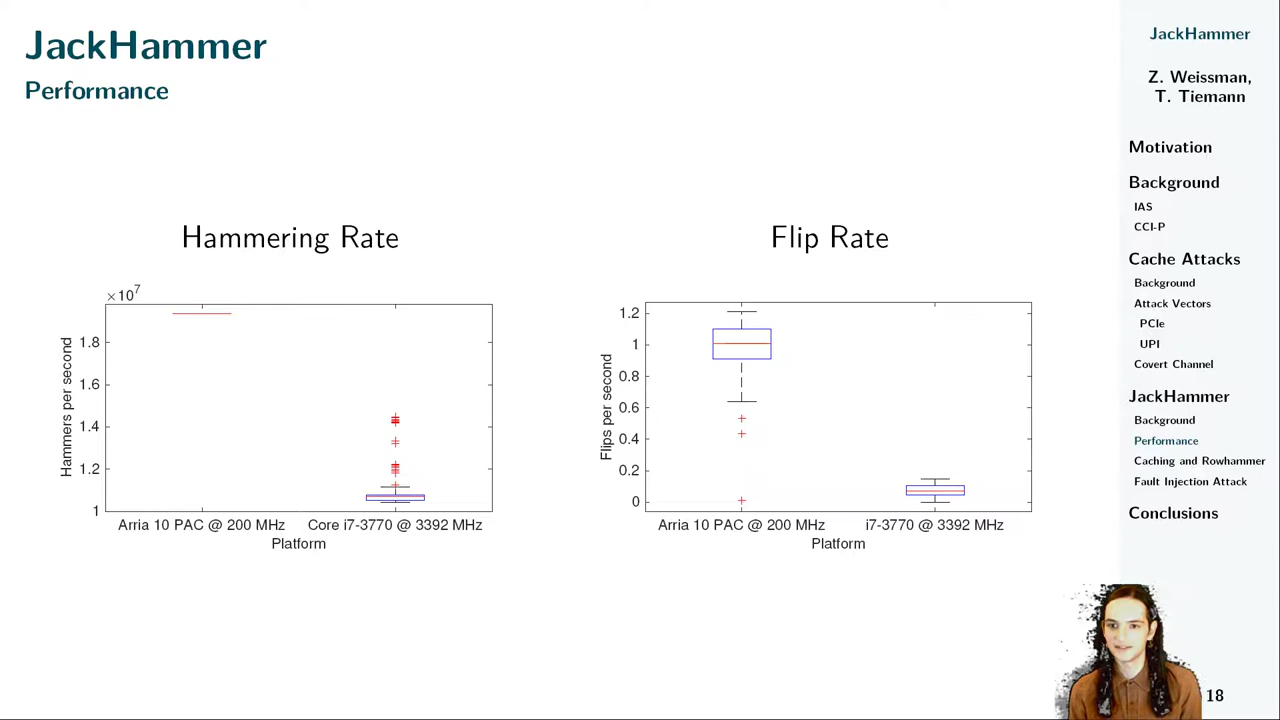 JackHammer
Performance
Hammering Rate
×10^7
1.8
1.6
1.4
1.2
1
Hammers per second
Arria 10 PAC @ 200 MHz
Core i7-3770 @ 3392 MHz
Platform
Flip Rate
1.2
1
0.8
0.6
0.4
0.2
0
Flips per second
Arria 10 PAC @ 200 MHz
i7-3770 @ 3392 MHz
Platform
JackHammer
Z. Weissman,
T. Tiemann
Motivation
Background
IAS
CCI-P
Cache Attacks
Background
Attack Vectors
PCIe
UPI
Covert Channel
JackHammer
Background
Performance
Caching and Rowhammer
Fault Injection Attack
Conclusions
18